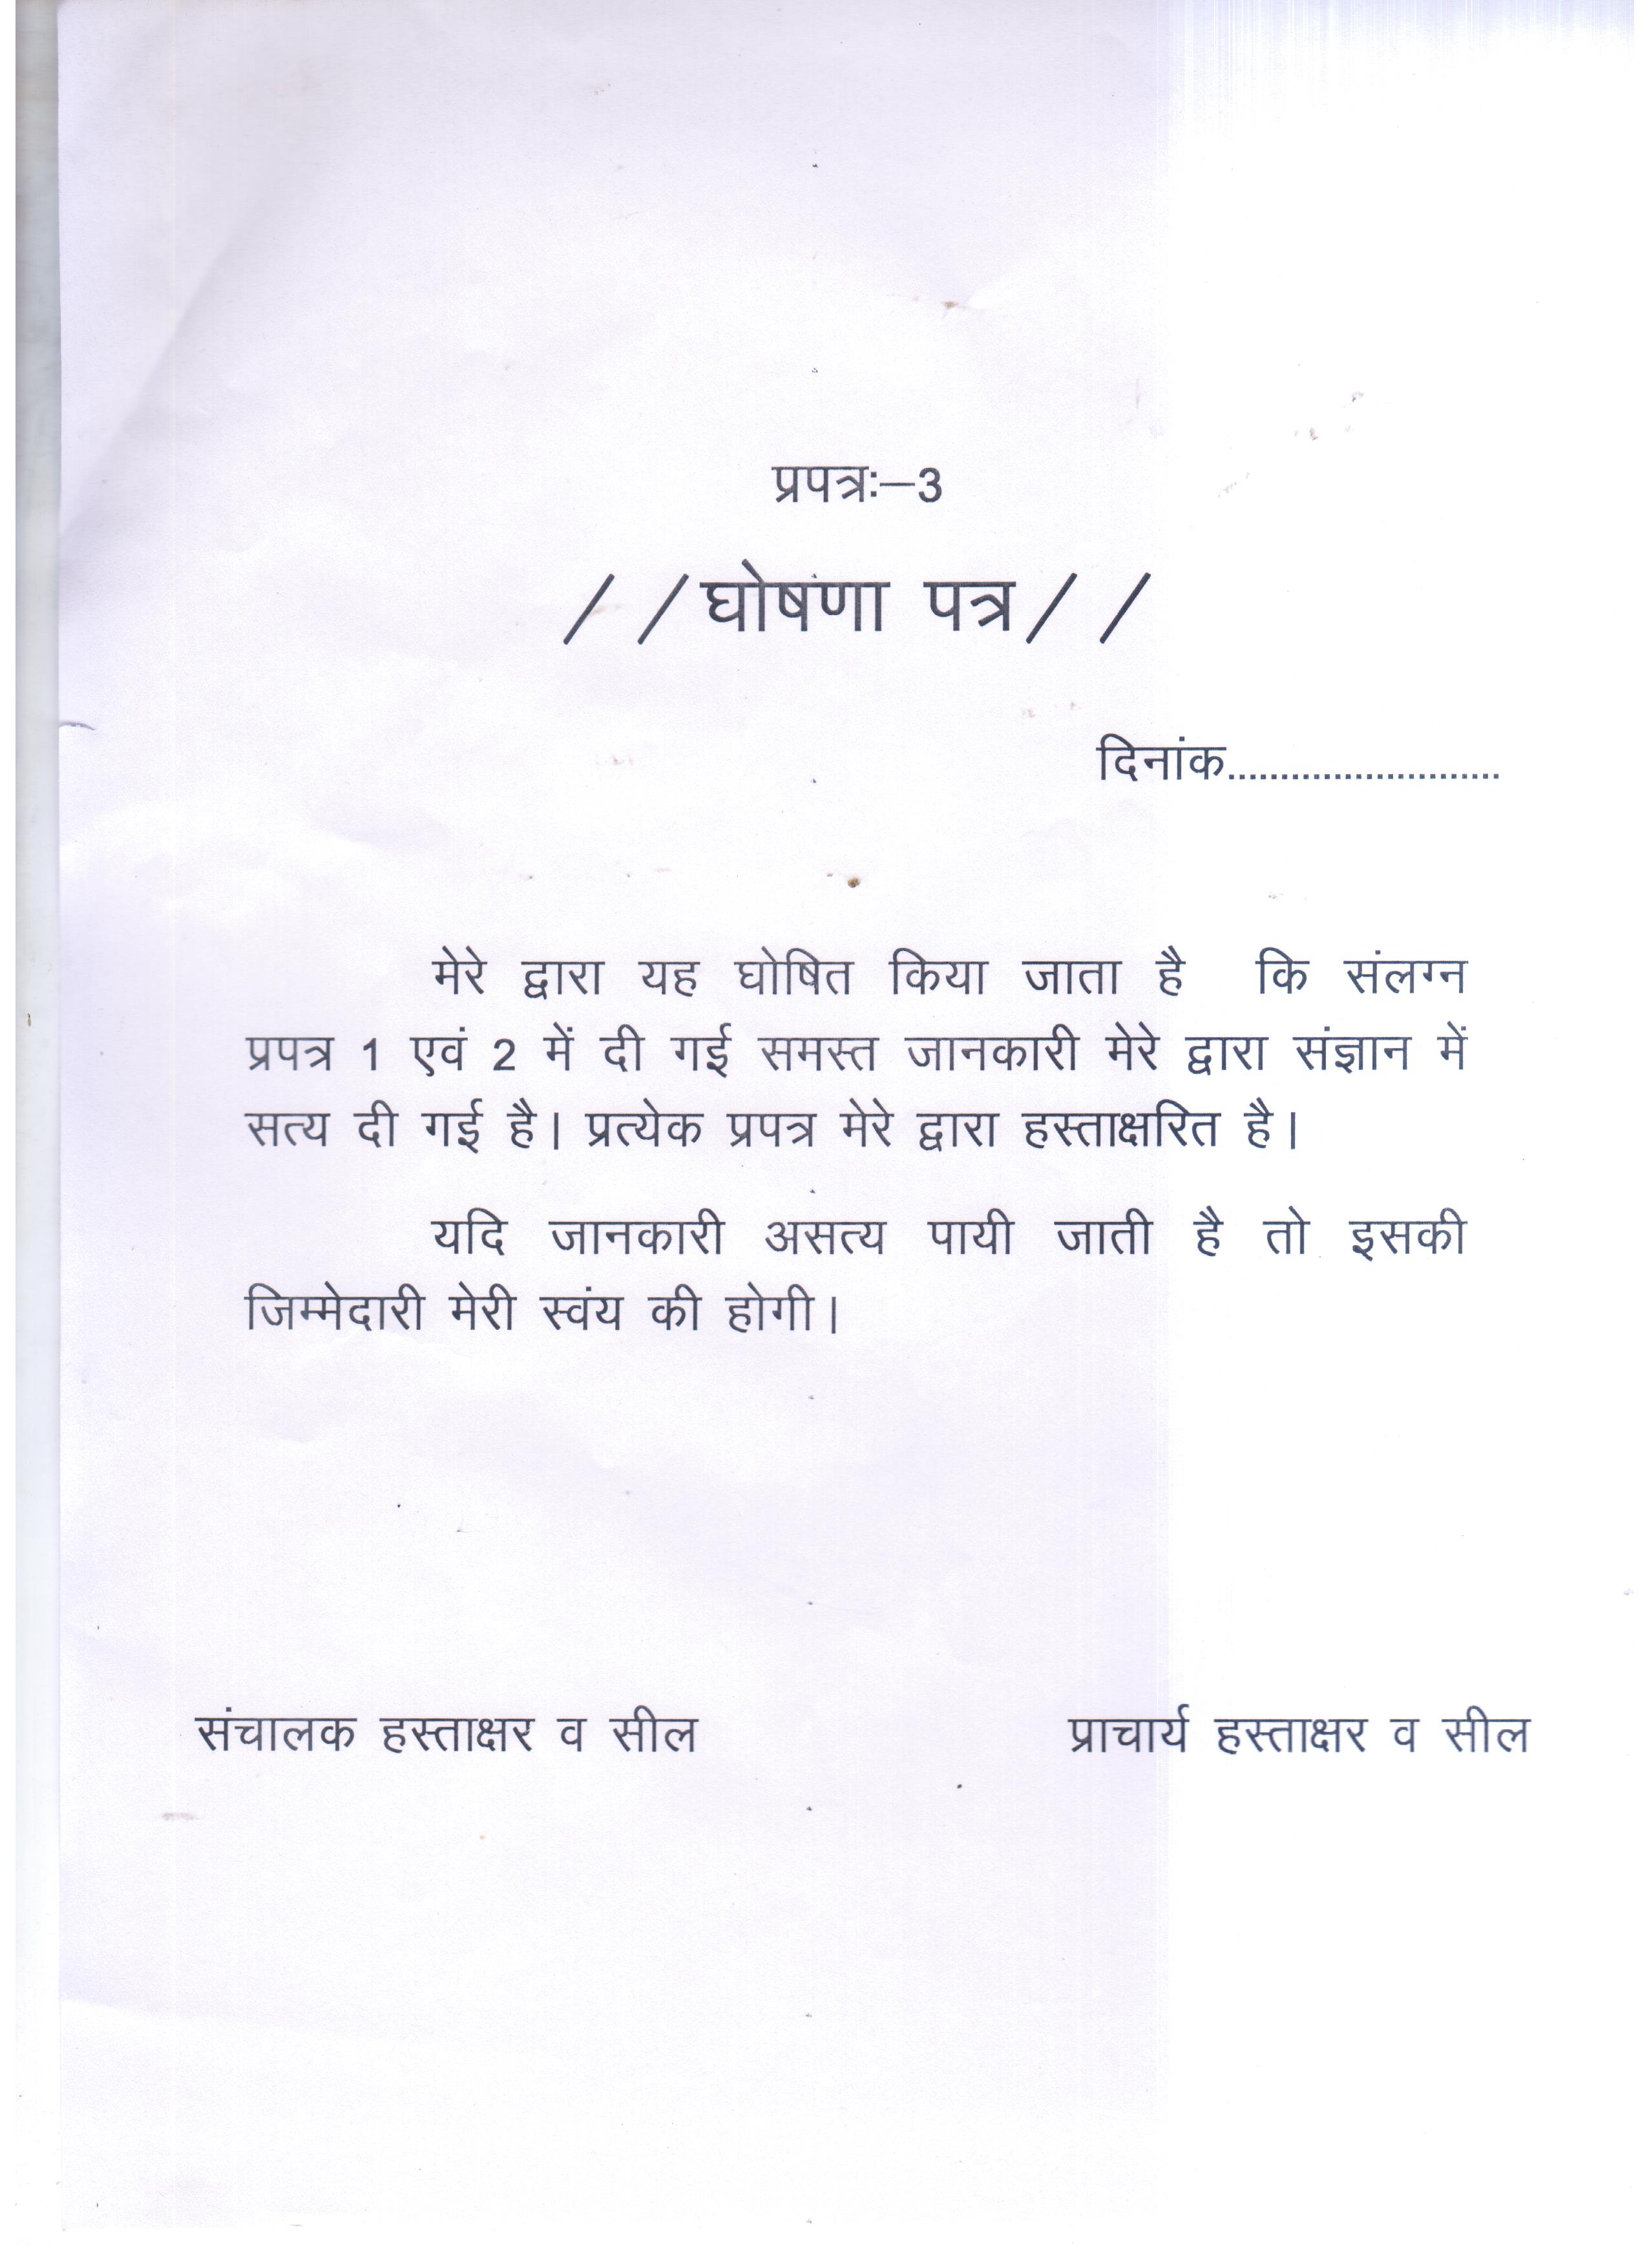 प्रपत्रः–3
//घोषणा पत्र//
दिनांक..........................
मेरे द्वारा यह घोषित किया जाता है कि संलग्न
प्रपत्र 1 एवं 2 में दी गई समस्त जानकारी मेरे द्वारा संज्ञान में
सत्य दी गई है। प्रत्येक प्रपत्र मेरे द्वारा हस्ताक्षरित है।
यदि जानकारी असत्य पायी जाती है तो इसकी
जिम्मेदारी मेरी स्वंय की होगी।
संचालक हस्ताक्षर व सील प्राचार्य हस्ताक्षर व सील